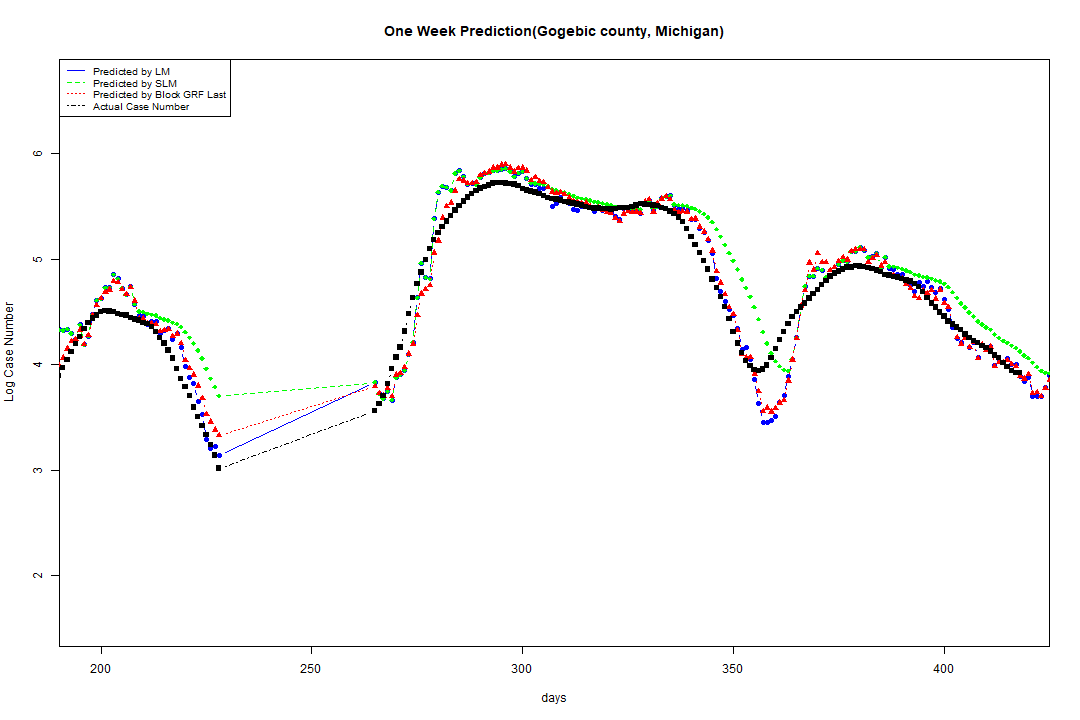 One Week Prediction(Gogebic county, Michigan)
Predicted by LM
Predicted by SLM
Predicted by Block GRF Last
Actual Case Number
6
5
4
3
2
Log Case Number
200 250 300 350 400
days